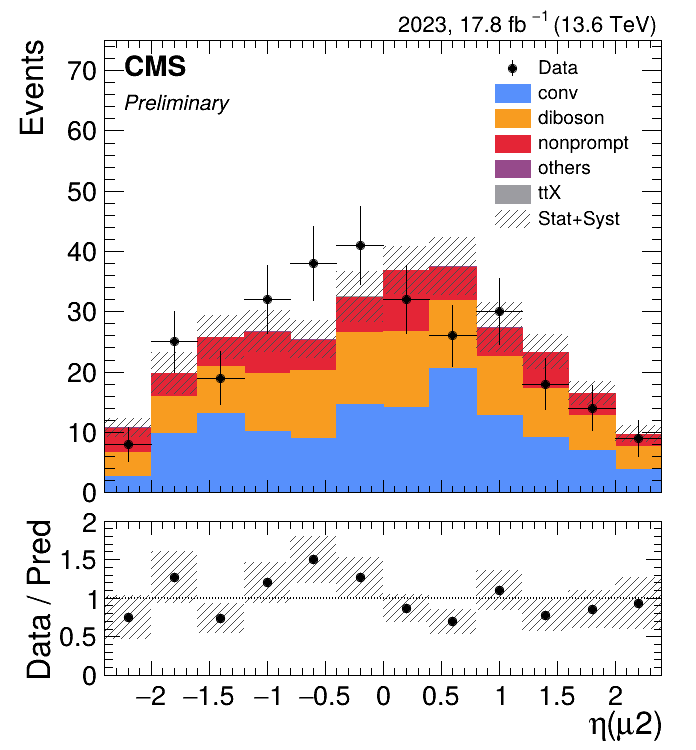 2023, 17.8 fb⁻¹ (13.6 TeV)
Events
CMS
Preliminary
Data
conv
diboson
nonprompt
others
ttX
Stat+Syst
70
60
50
40
30
20
10
0
Data / Pred
2
1.5
1
0.5
0
−2 −1.5 −1 −0.5 0 0.5 1 1.5 2
η(μ2)